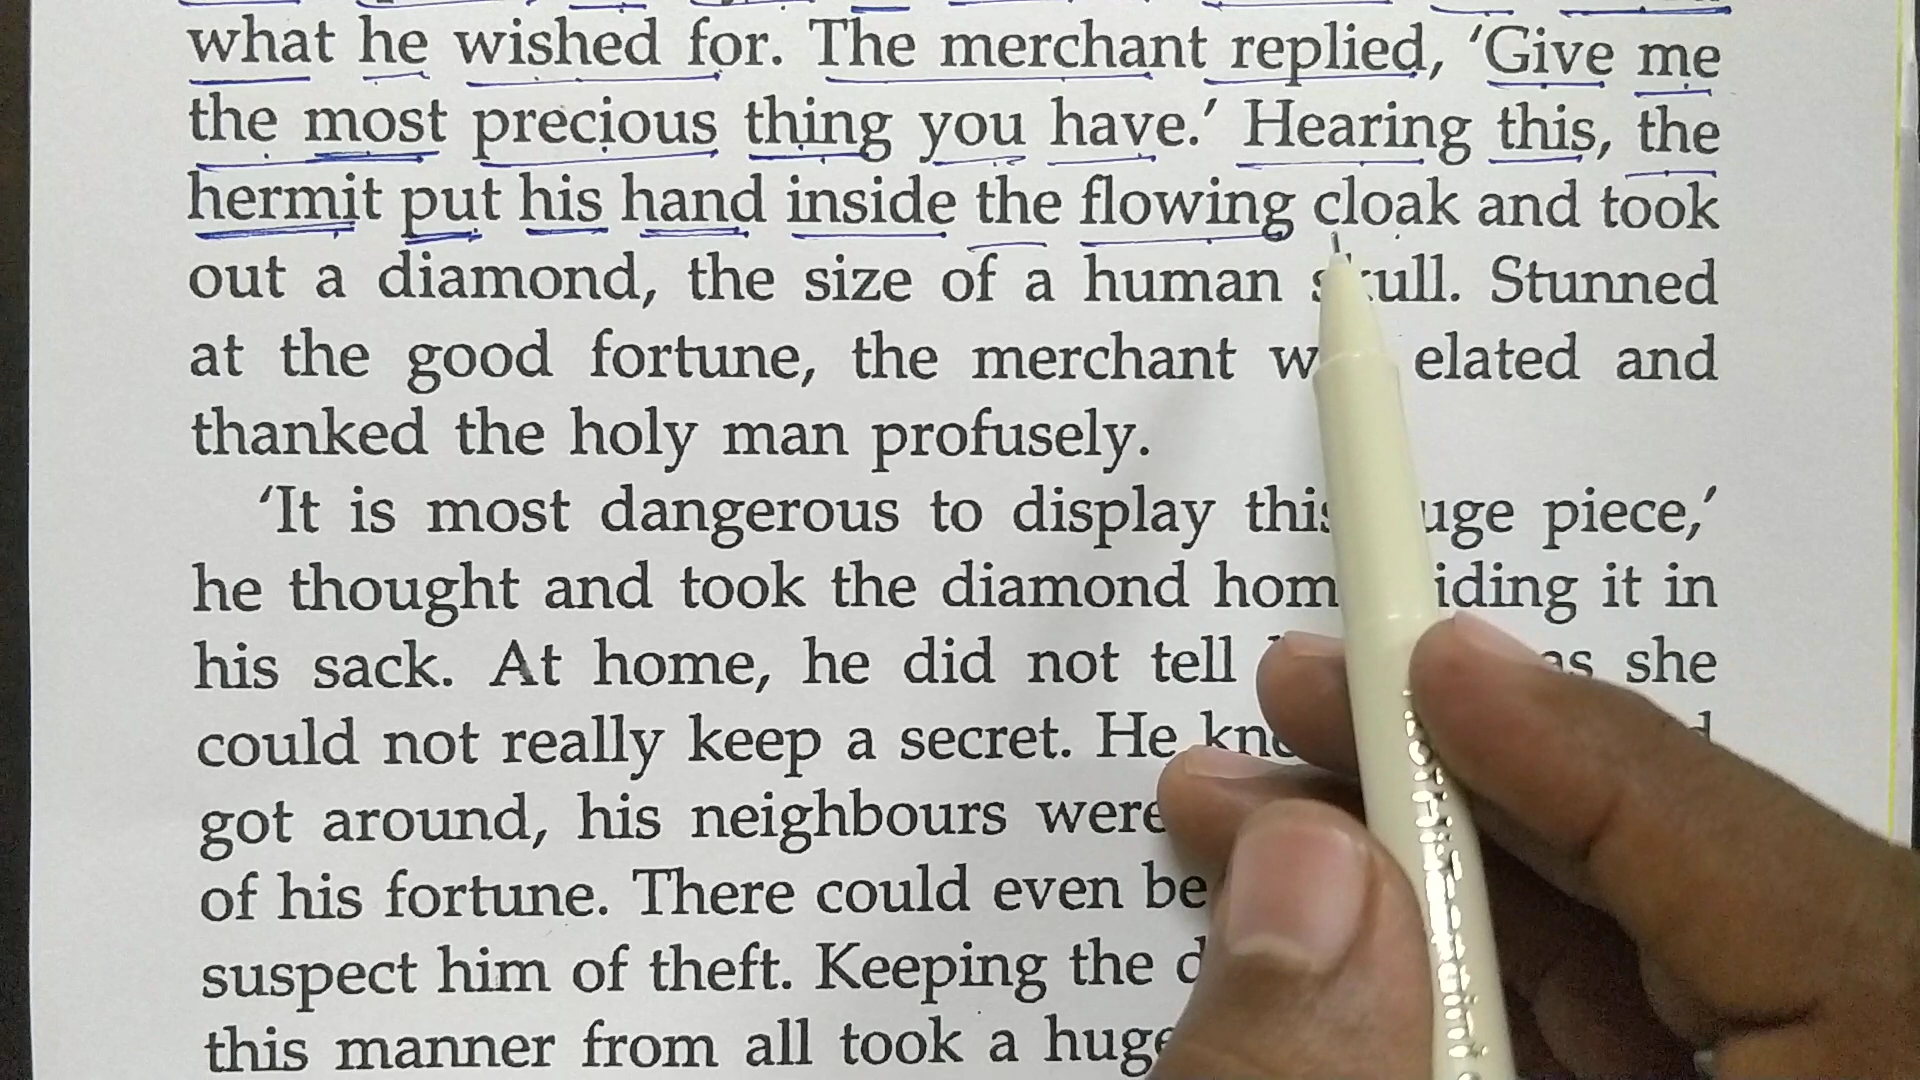 what he wished for. The merchant replied, ‘Give me
the most precious thing you have.’ Hearing this, the
hermit put his hand inside the flowing cloak and took
out a diamond, the size of a human skull. Stunned
at the good fortune, the merchant elated and
thanked the holy man profusely.
‘It is most dangerous to display this piece,’
he thought and took the diamond it in
his sack. At home, he did not tell as she
could not really keep a secret. He
got around, his neighbours were
of his fortune. There could even be
suspect him of theft. Keeping the
this manner from all took a huge